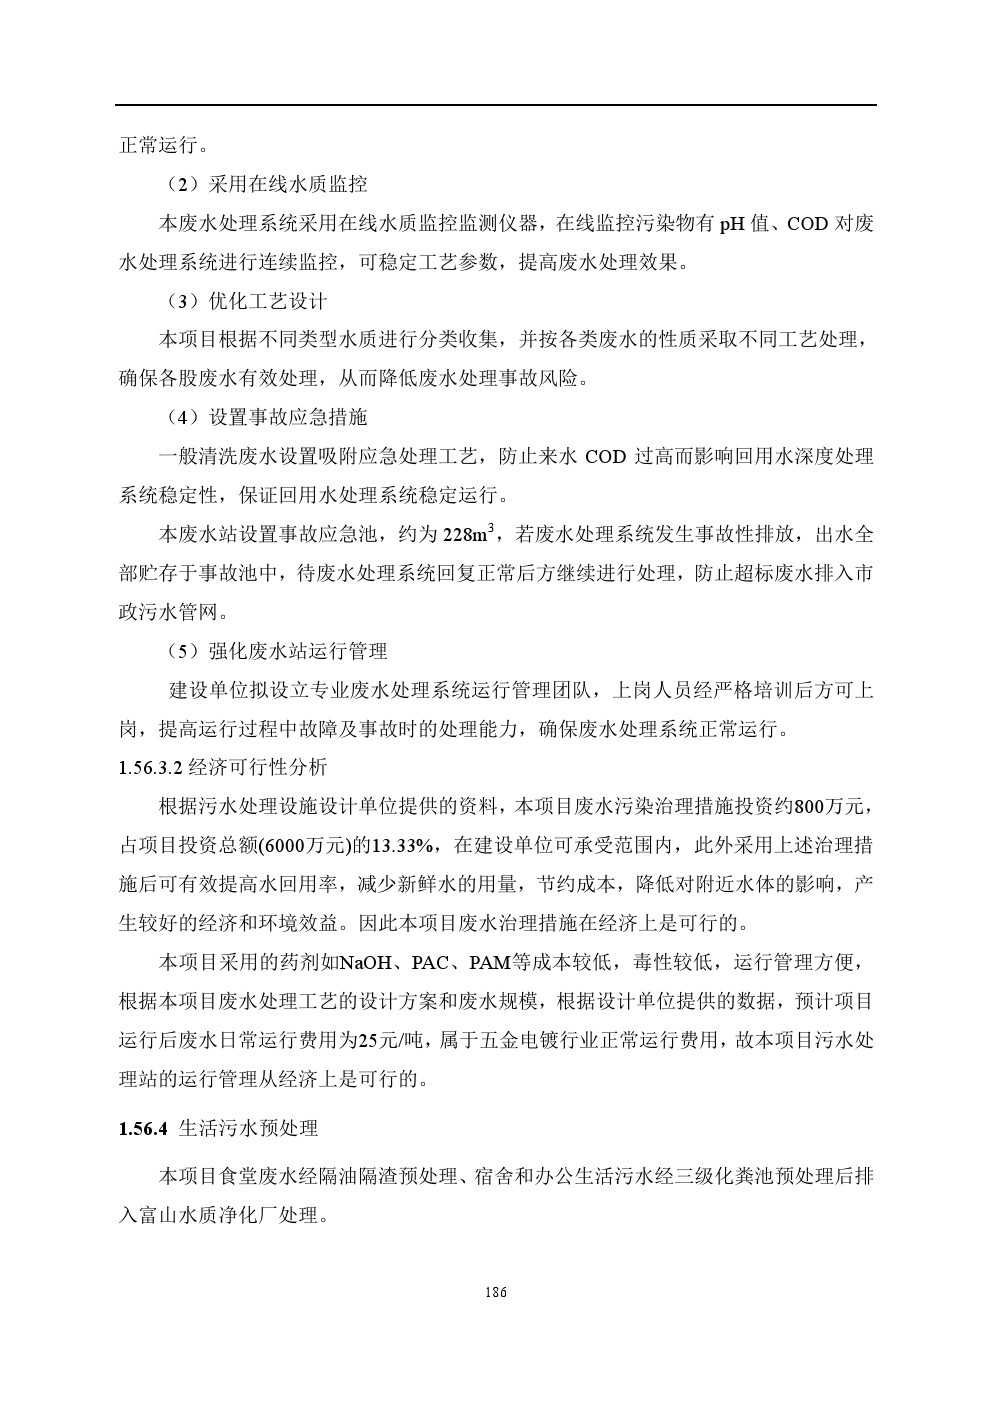 正常运行。
（2）采用在线水质监控
本废水处理系统采用在线水质监控监测仪器，在线监控污染物有 pH 值、COD 对废
水处理系统进行连续监控，可稳定工艺参数，提高废水处理效果。
（3）优化工艺设计
本项目根据不同类型水质进行分类收集，并按各类废水的性质采取不同工艺处理，
确保各股废水有效处理，从而降低废水处理事故风险。
（4）设置事故应急措施
一般清洗废水设置吸附应急处理工艺，防止来水 COD 过高而影响回用水深度处理
系统稳定性，保证回用水处理系统稳定运行。
本废水站设置事故应急池，约为 228m³，若废水处理系统发生事故性排放，出水全
部贮存于事故池中，待废水处理系统回复正常后方继续进行处理，防止超标废水排入市
政污水管网。
（5）强化废水站运行管理
建设单位拟设立专业废水处理系统运行管理团队，上岗人员经严格培训后方可上
岗，提高运行过程中故障及事故时的处理能力，确保废水处理系统正常运行。
1.56.3.2 经济可行性分析
根据污水处理设施设计单位提供的资料，本项目废水污染治理措施投资约800万元，
占项目投资总额(6000万元)的13.33%，在建设单位可承受范围内，此外采用上述治理措
施后可有效提高水回用率，减少新鲜水的用量，节约成本，降低对附近水体的影响，产
生较好的经济和环境效益。因此本项目废水治理措施在经济上是可行的。
本项目采用的药剂如NaOH、PAC、PAM等成本较低，毒性较低，运行管理方便，
根据本项目废水处理工艺的设计方案和废水规模，根据设计单位提供的数据，预计项目
运行后废水日常运行费用为25元/吨，属于五金电镀行业正常运行费用，故本项目污水处
理站的运行管理从经济上是可行的。
1.56.4 生活污水预处理
本项目食堂废水经隔油隔渣预处理、宿舍和办公生活污水经三级化粪池预处理后排
入富山水质净化厂处理。
186